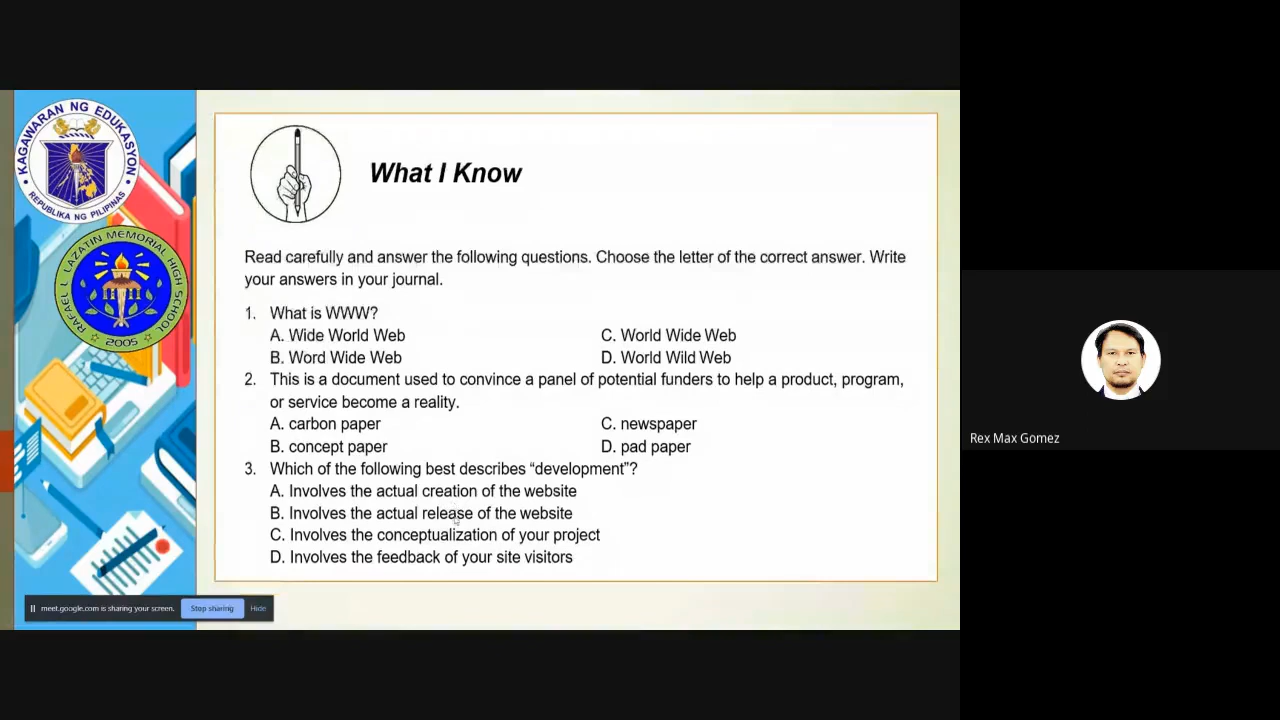 KAGAWARAN NG EDUKASYON
REPUBLIKA NG PILIPINAS
RAFAEL L. LAZATIN MEMORIAL HIGH SCHOOL
2005
What I Know
Read carefully and answer the following questions. Choose the letter of the correct answer. Write
your answers in your journal.
1. What is WWW?
A. Wide World Web C. World Wide Web
B. Word Wide Web D. World Wild Web
2. This is a document used to convince a panel of potential funders to help a product, program,
or service become a reality.
A. carbon paper C. newspaper
B. concept paper D. pad paper
3. Which of the following best describes “development”?
A. Involves the actual creation of the website
B. Involves the actual release of the website
C. Involves the conceptualization of your project
D. Involves the feedback of your site visitors
meet.google.com is sharing your screen. Stop sharing Hide
Rex Max Gomez